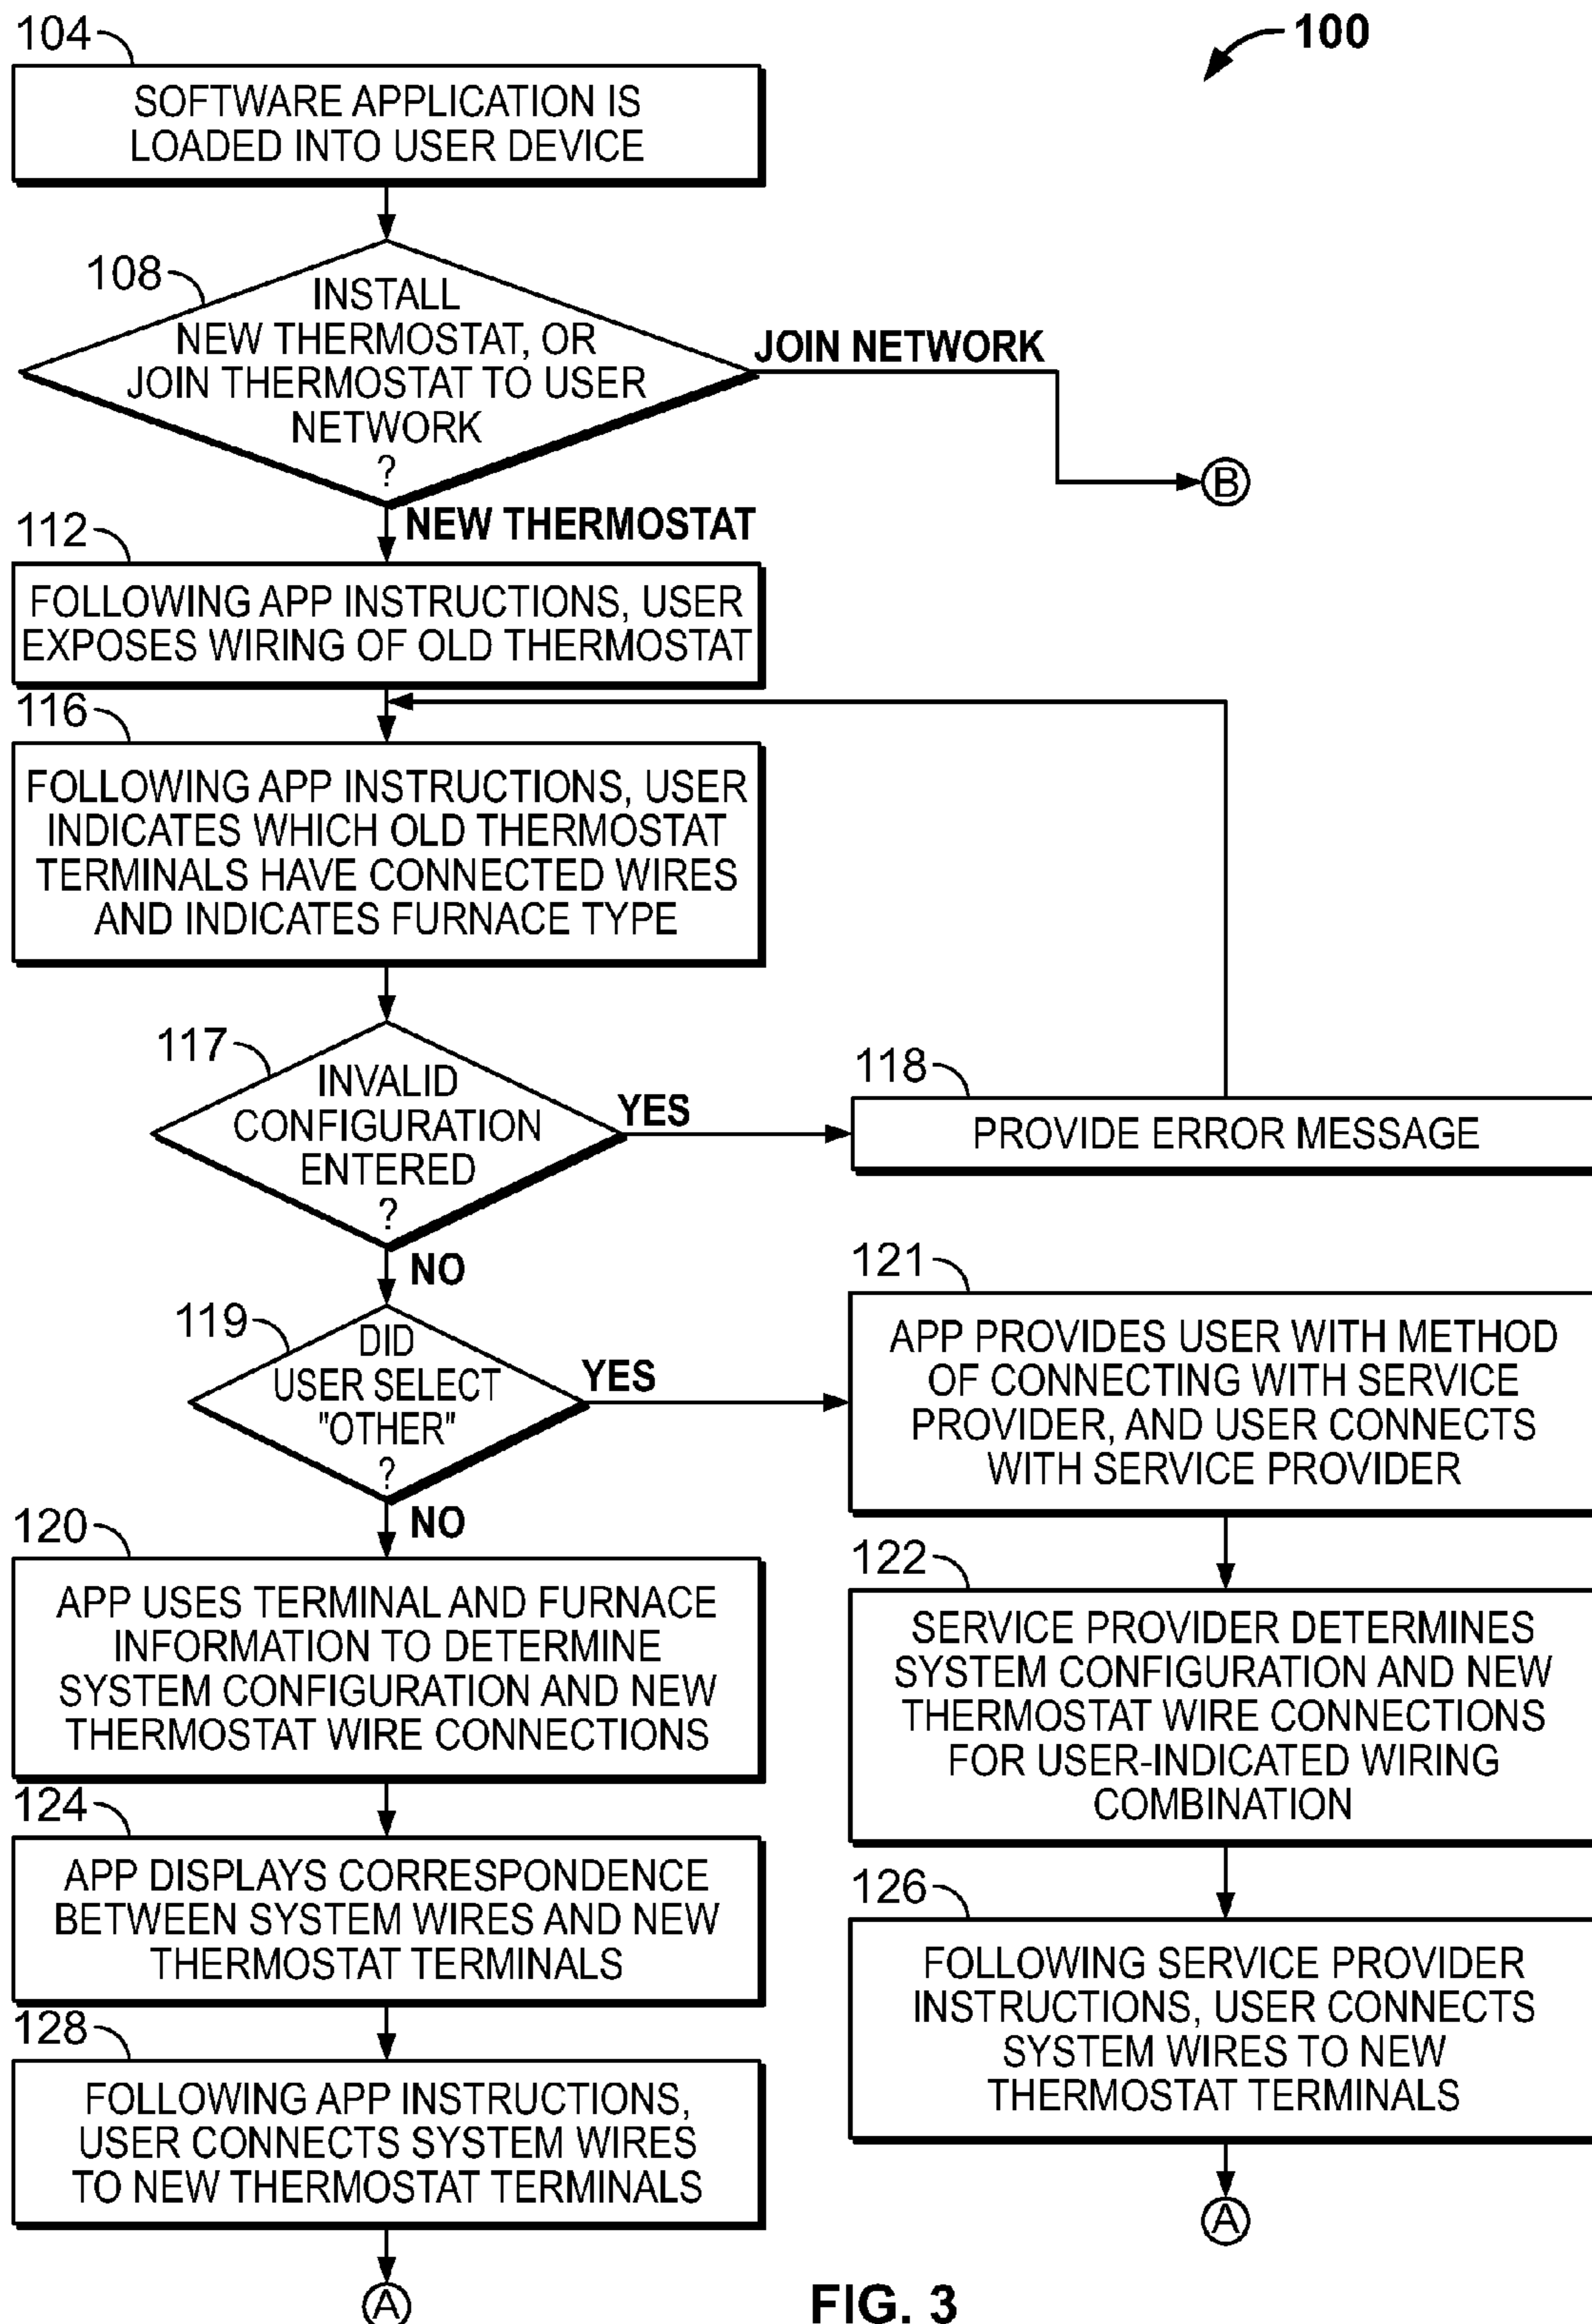 100
104
SOFTWARE APPLICATION IS
LOADED INTO USER DEVICE
108
INSTALL
NEW THERMOSTAT, OR
JOIN THERMOSTAT TO USER
NETWORK
?
JOIN NETWORK
B
NEW THERMOSTAT
112
FOLLOWING APP INSTRUCTIONS, USER
EXPOSES WIRING OF OLD THERMOSTAT
116
FOLLOWING APP INSTRUCTIONS, USER
INDICATES WHICH OLD THERMOSTAT
TERMINALS HAVE CONNECTED WIRES
AND INDICATES FURNACE TYPE
117
INVALID
CONFIGURATION
ENTERED
?
YES
118
PROVIDE ERROR MESSAGE
NO
119
DID
USER SELECT
"OTHER"
?
YES
121
APP PROVIDES USER WITH METHOD
OF CONNECTING WITH SERVICE
PROVIDER, AND USER CONNECTS
WITH SERVICE PROVIDER
NO
120
APP USES TERMINAL AND FURNACE
INFORMATION TO DETERMINE
SYSTEM CONFIGURATION AND NEW
THERMOSTAT WIRE CONNECTIONS
122
SERVICE PROVIDER DETERMINES
SYSTEM CONFIGURATION AND NEW
THERMOSTAT WIRE CONNECTIONS
FOR USER-INDICATED WIRING
COMBINATION
124
APP DISPLAYS CORRESPONDENCE
BETWEEN SYSTEM WIRES AND NEW
THERMOSTAT TERMINALS
126
FOLLOWING SERVICE PROVIDER
INSTRUCTIONS, USER CONNECTS
SYSTEM WIRES TO NEW
THERMOSTAT TERMINALS
128
FOLLOWING APP INSTRUCTIONS,
USER CONNECTS SYSTEM WIRES
TO NEW THERMOSTAT TERMINALS
A
A
FIG. 3